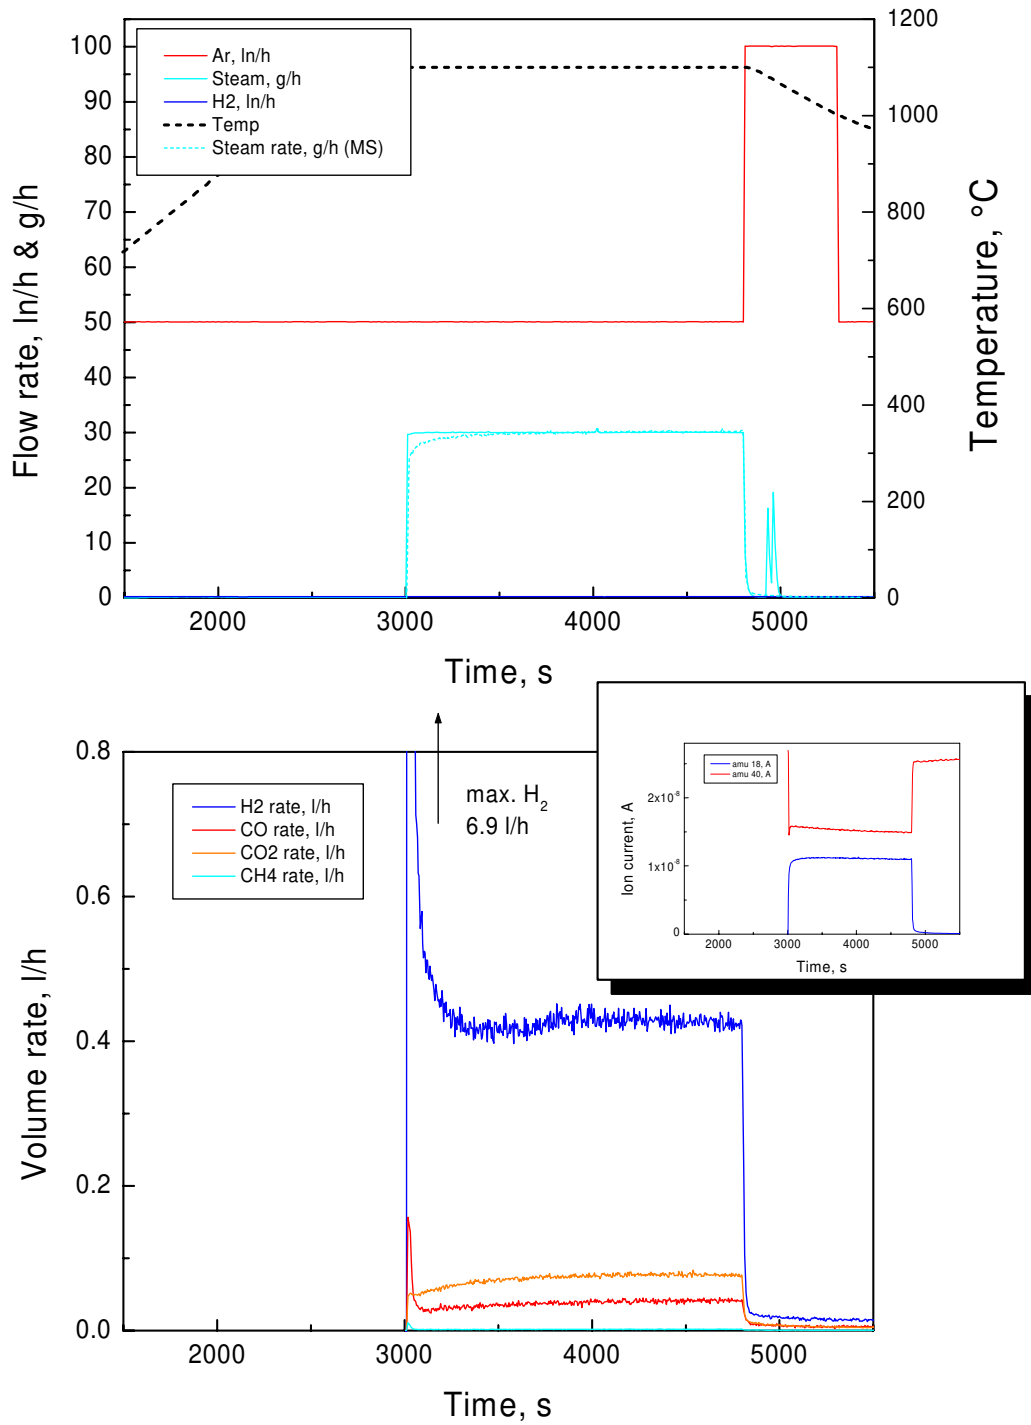 100
90
80
70
60
50
40
30
20
10
0
Flow rate, ln/h & g/h
Ar, ln/h
Steam, g/h
H2, ln/h
Temp
Steam rate, g/h (MS)
1200
1000
800
600
400
200
0
Temperature, °C
2000 3000 4000 5000
Time, s
0.8
0.6
0.4
0.2
0.0
Volume rate, l/h
H2 rate, l/h
CO rate, l/h
CO2 rate, l/h
CH4 rate, l/h
max. H2
6.9 l/h
amu 18, A
amu 40, A
2x10-8
1x10-8
0
Ion current, A
2000 3000 4000 5000
Time, s
2000 3000 4000 5000
Time, s